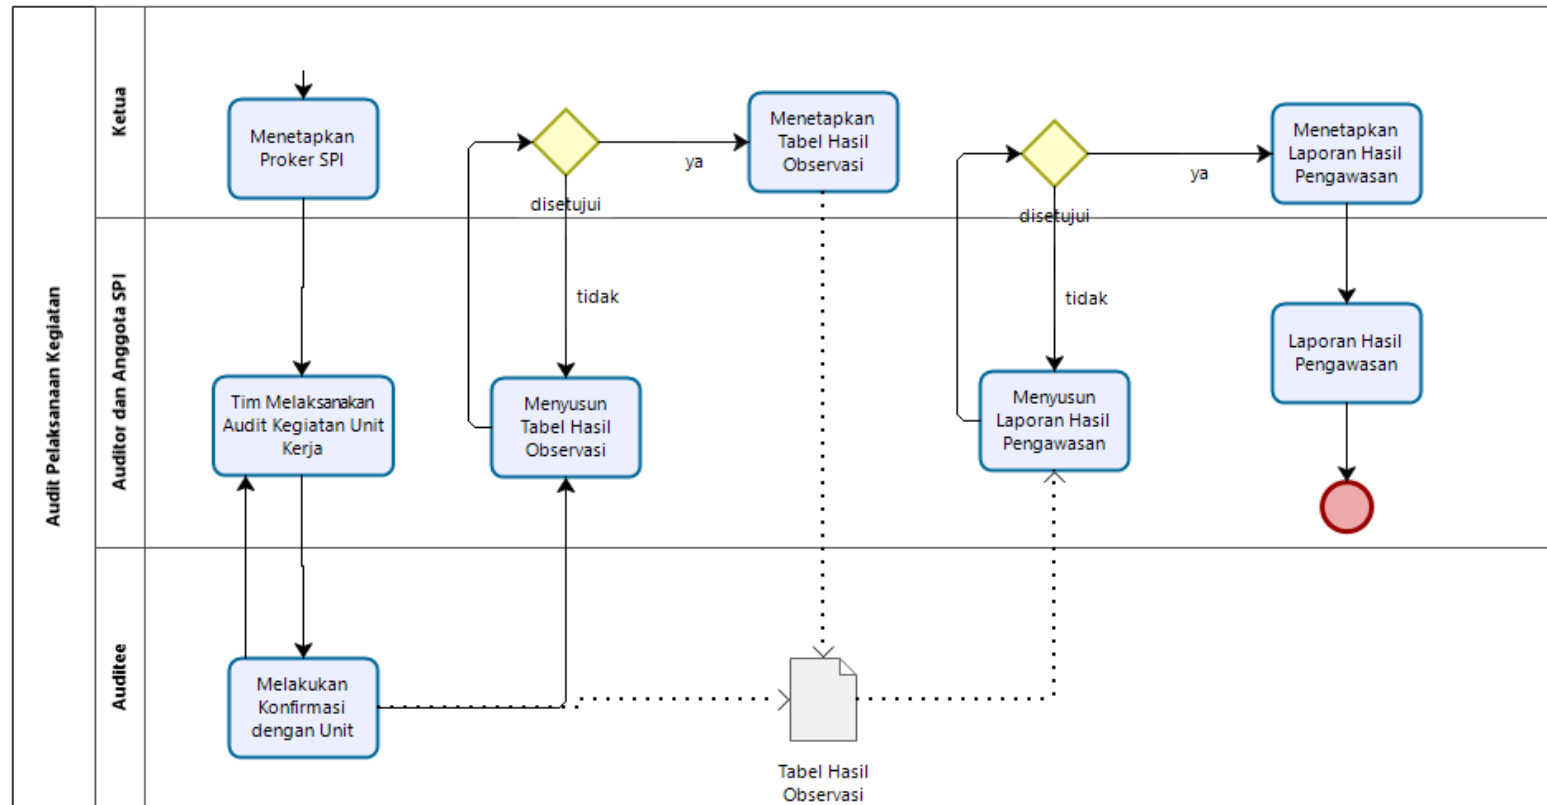 Audit Pelaksanaan Kegiatan
Ketua
Menetapkan
Proker SPI
disetujui
ya
tidak
Menetapkan
Tabel Hasil
Observasi
disetujui
ya
tidak
Menetapkan
Laporan Hasil
Pengawasan
Auditor dan Anggota SPI
Tim Melaksanakan
Audit Kegiatan Unit
Kerja
Menyusun
Tabel Hasil
Observasi
Menyusun
Laporan Hasil
Pengawasan
Laporan Hasil
Pengawasan
Auditee
Melakukan
Konfirmasi
dengan Unit
Tabel Hasil
Observasi